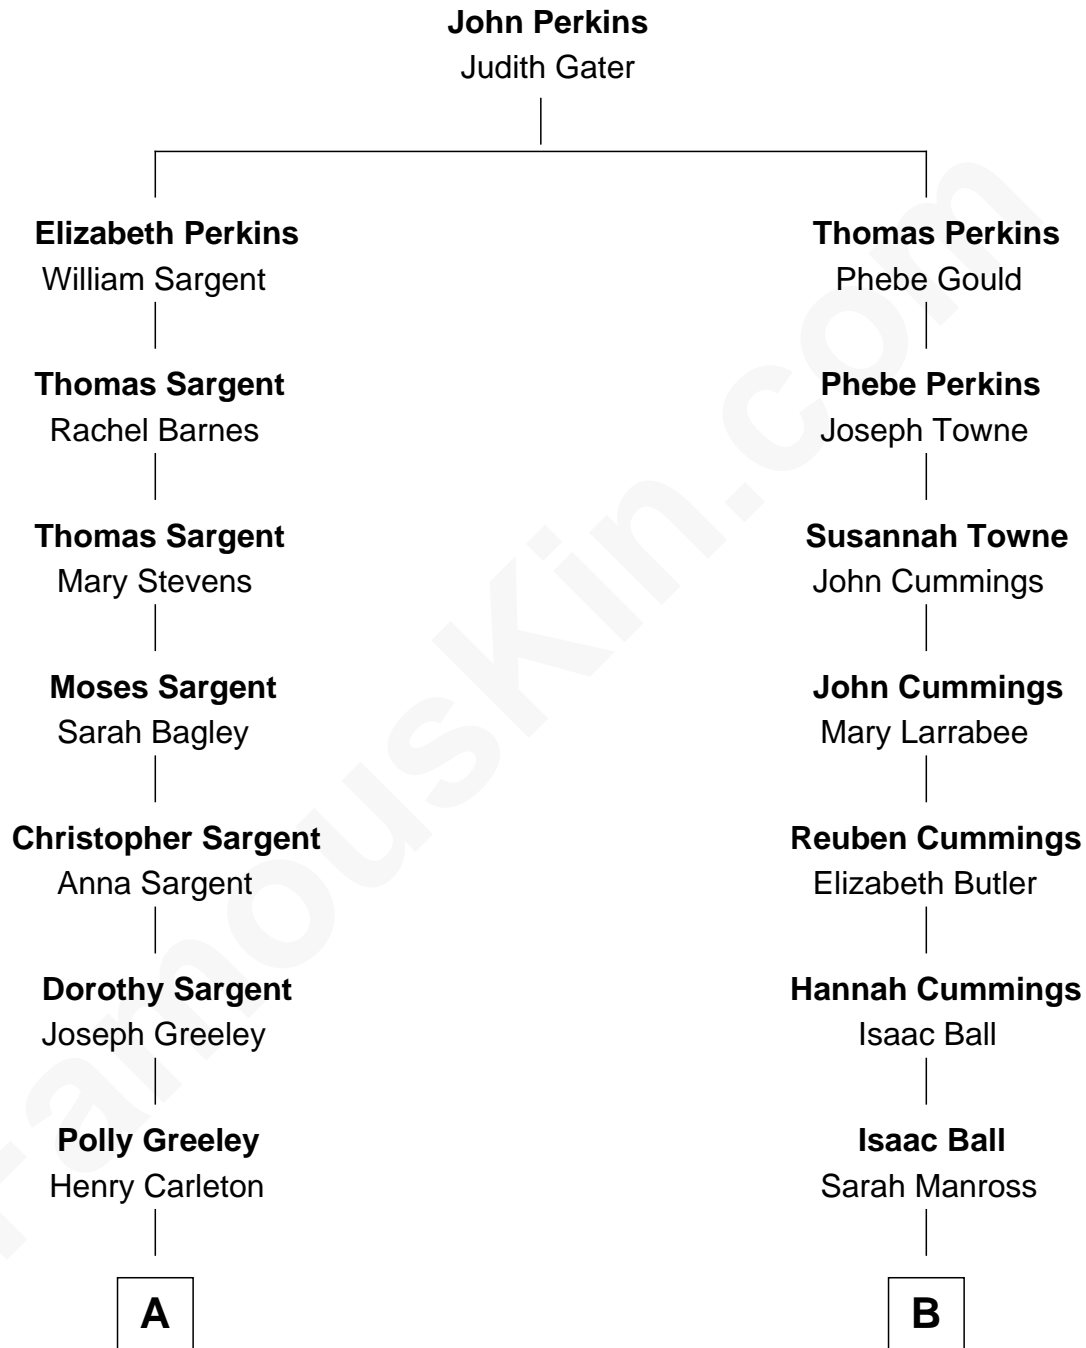 John Perkins
Judith Gater
Elizabeth Perkins
William Sargent
Thomas Perkins
Phebe Gould
Thomas Sargent
Rachel Barnes
Phebe Perkins
Joseph Towne
Thomas Sargent
Mary Stevens
Susannah Towne
John Cummings
Moses Sargent
Sarah Bagley
John Cummings
Mary Larrabee
Christopher Sargent
Anna Sargent
Reuben Cummings
Elizabeth Butler
Dorothy Sargent
Joseph Greeley
Hannah Cummings
Isaac Ball
Polly Greeley
Henry Carleton
Isaac Ball
Sarah Manross
A
B
FamousKin.com